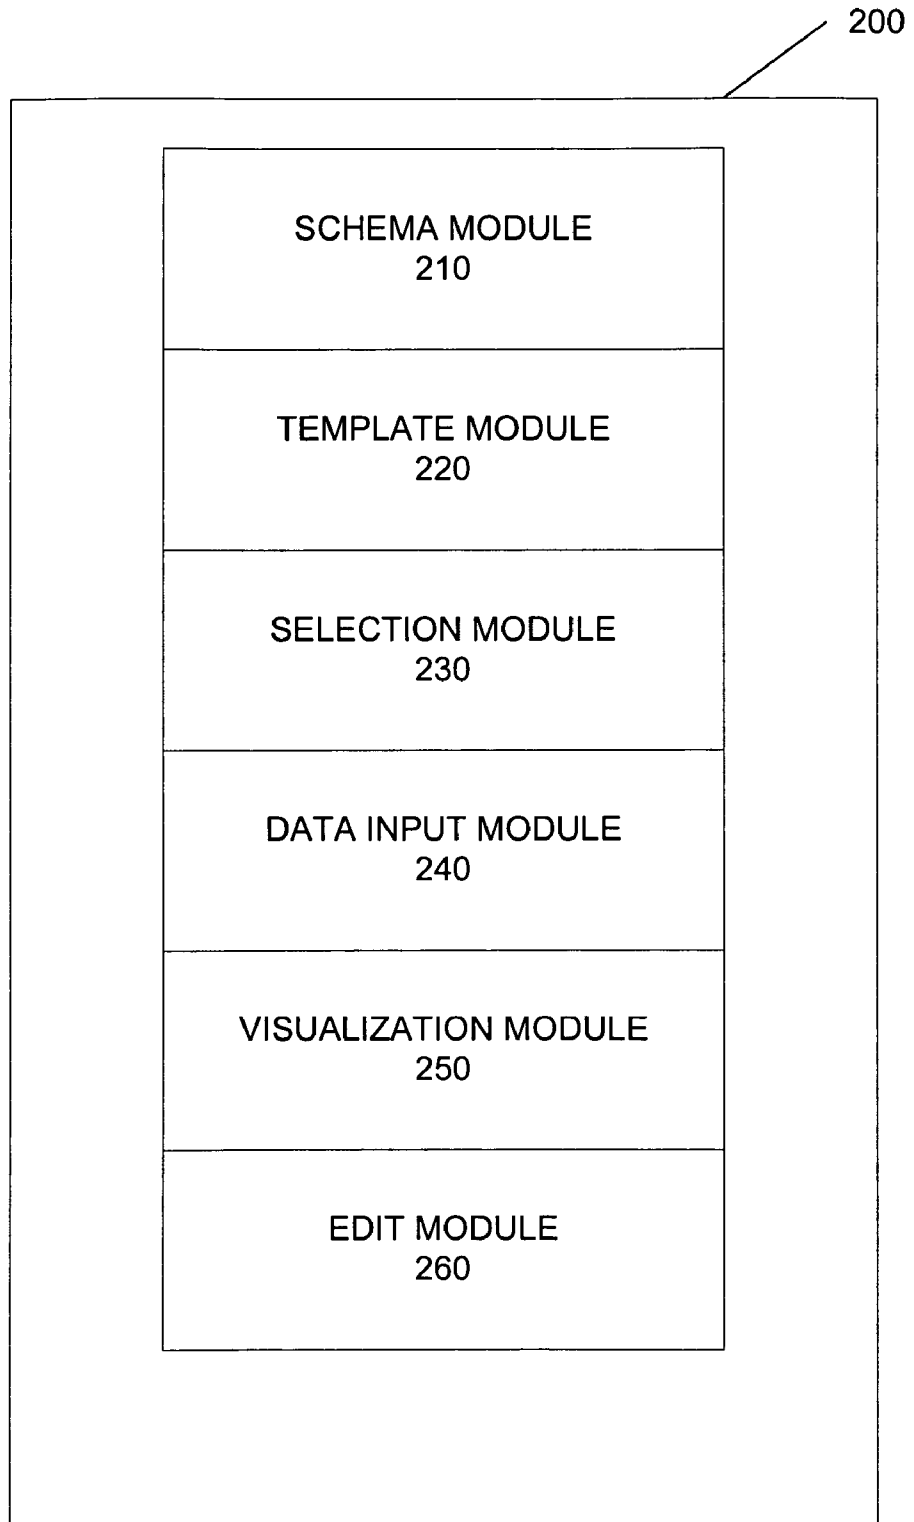 200
SCHEMA MODULE
210
TEMPLATE MODULE
220
SELECTION MODULE
230
DATA INPUT MODULE
240
VISUALIZATION MODULE
250
EDIT MODULE
260